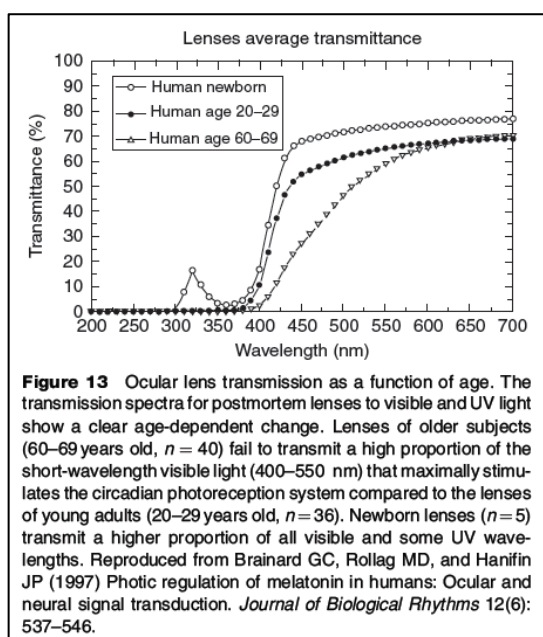 Lenses average transmittance
100
90
80
70
60
50
40
30
20
10
0
Transmittance (%)
Human newborn
Human age 20–29
Human age 60–69
200 250 300 350 400 450 500 550 600 650 700
Wavelength (nm)
Figure 13 Ocular lens transmission as a function of age. The
transmission spectra for postmortem lenses to visible and UV light
show a clear age-dependent change. Lenses of older subjects
(60–69 years old, n = 40) fail to transmit a high proportion of the
short-wavelength visible light (400–550 nm) that maximally stimu-
lates the circadian photoreception system compared to the lenses
of young adults (20–29 years old, n = 36). Newborn lenses (n = 5)
transmit a higher proportion of all visible and some UV wave-
lengths. Reproduced from Brainard GC, Rollag MD, and Hanifin
JP (1997) Photic regulation of melatonin in humans: Ocular and
neural signal transduction. Journal of Biological Rhythms 12(6):
537–546.